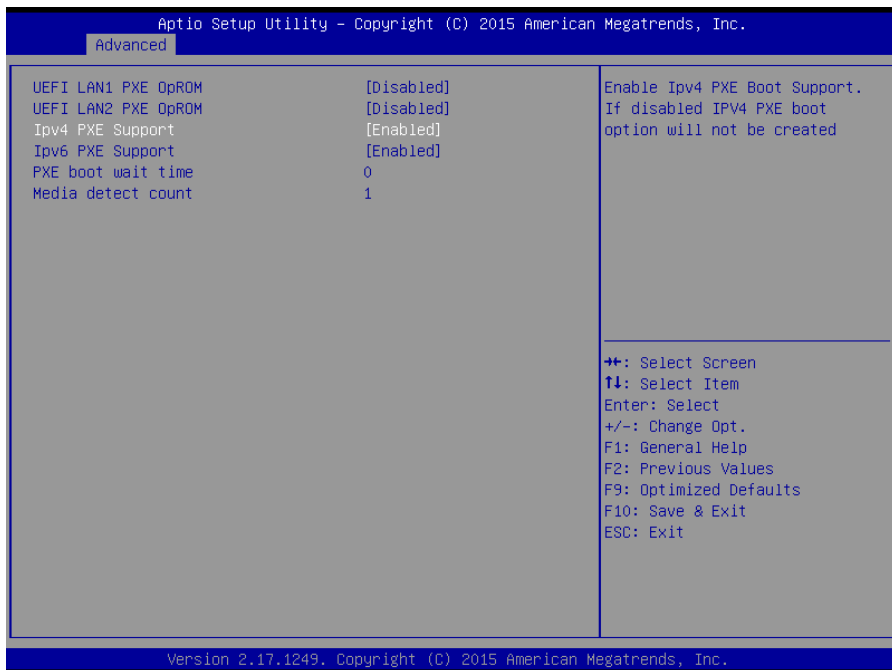 Aptio Setup Utility – Copyright (C) 2015 American Megatrends, Inc.
Advanced
UEFI LAN1 PXE OpROM [Disabled]
UEFI LAN2 PXE OpROM [Disabled]
Ipv4 PXE Support [Enabled]
Ipv6 PXE Support [Enabled]
PXE boot wait time 0
Media detect count 1
Enable Ipv4 PXE Boot Support.
If disabled IPV4 PXE boot
option will not be created
→←: Select Screen
↑↓: Select Item
Enter: Select
+/-: Change Opt.
F1: General Help
F2: Previous Values
F9: Optimized Defaults
F10: Save & Exit
ESC: Exit
Version 2.17.1249. Copyright (C) 2015 American Megatrends, Inc.